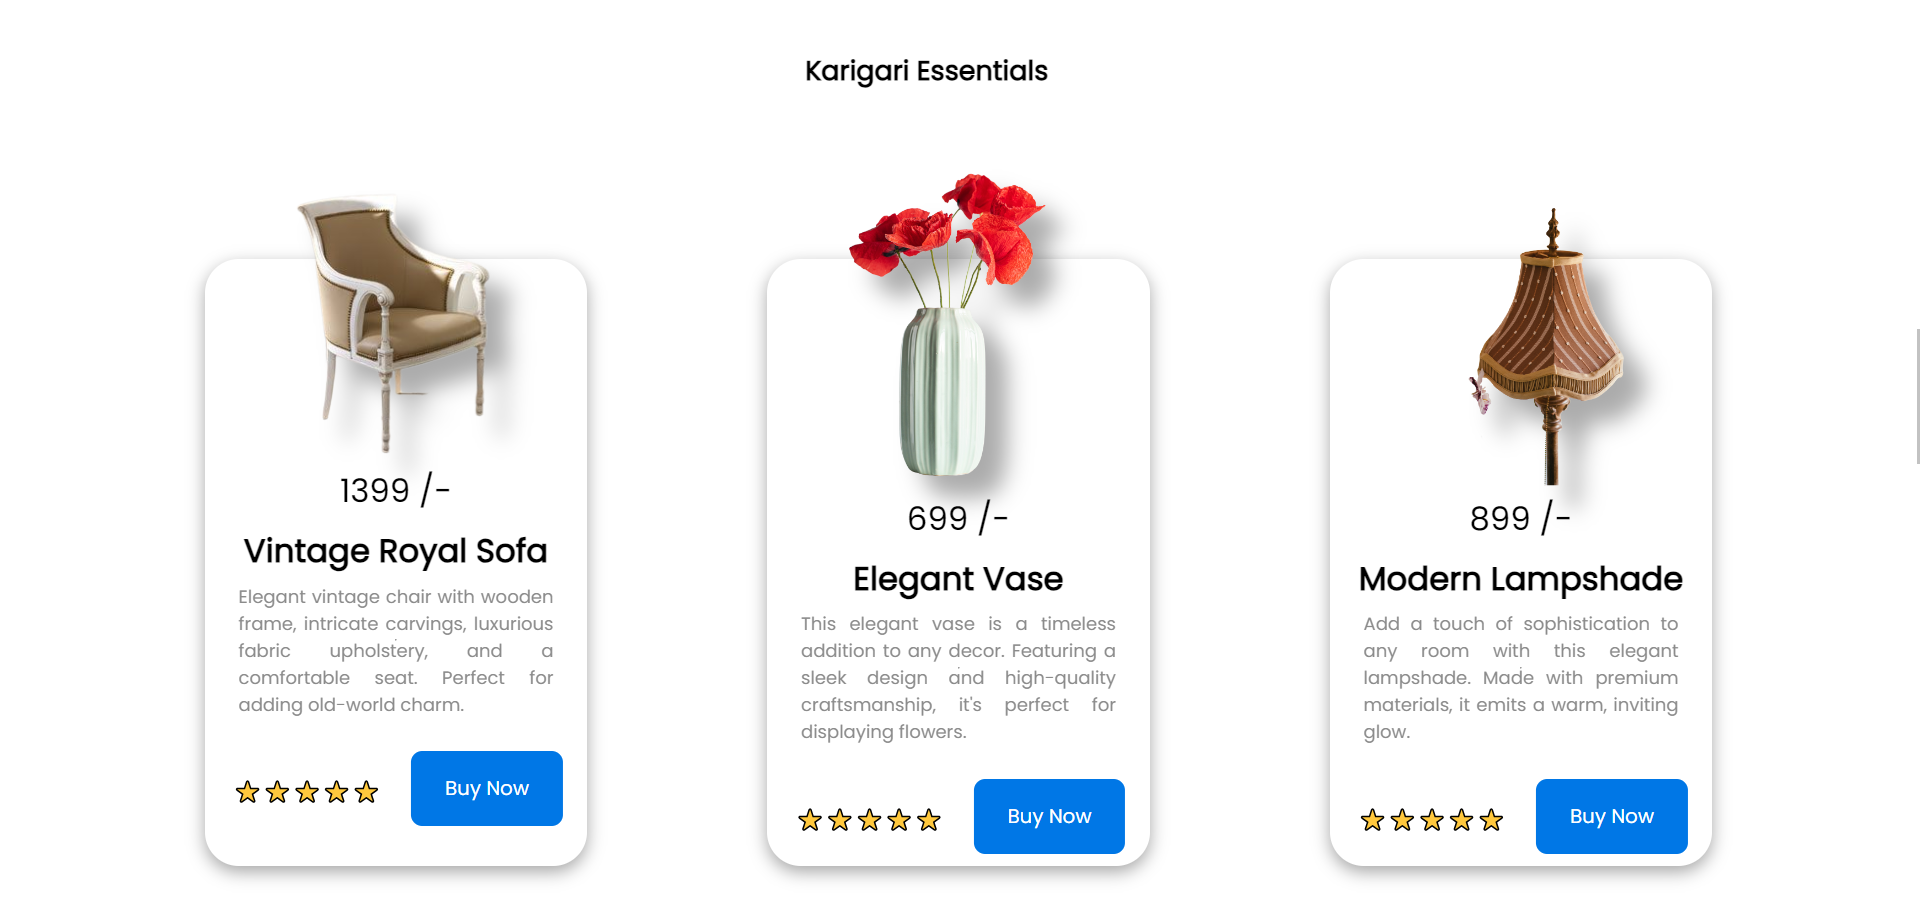 Karigari Essentials
1399 /-
Vintage Royal Sofa
Elegant vintage chair with wooden
frame, intricate carvings, luxurious
fabric upholstery, and a
comfortable seat. Perfect for
adding old-world charm.
Buy Now
699 /-
Elegant Vase
This elegant vase is a timeless
addition to any decor. Featuring a
sleek design and high-quality
craftsmanship, it's perfect for
displaying flowers.
Buy Now
899 /-
Modern Lampshade
Add a touch of sophistication to
any room with this elegant
lampshade. Made with premium
materials, it emits a warm, inviting
glow.
Buy Now